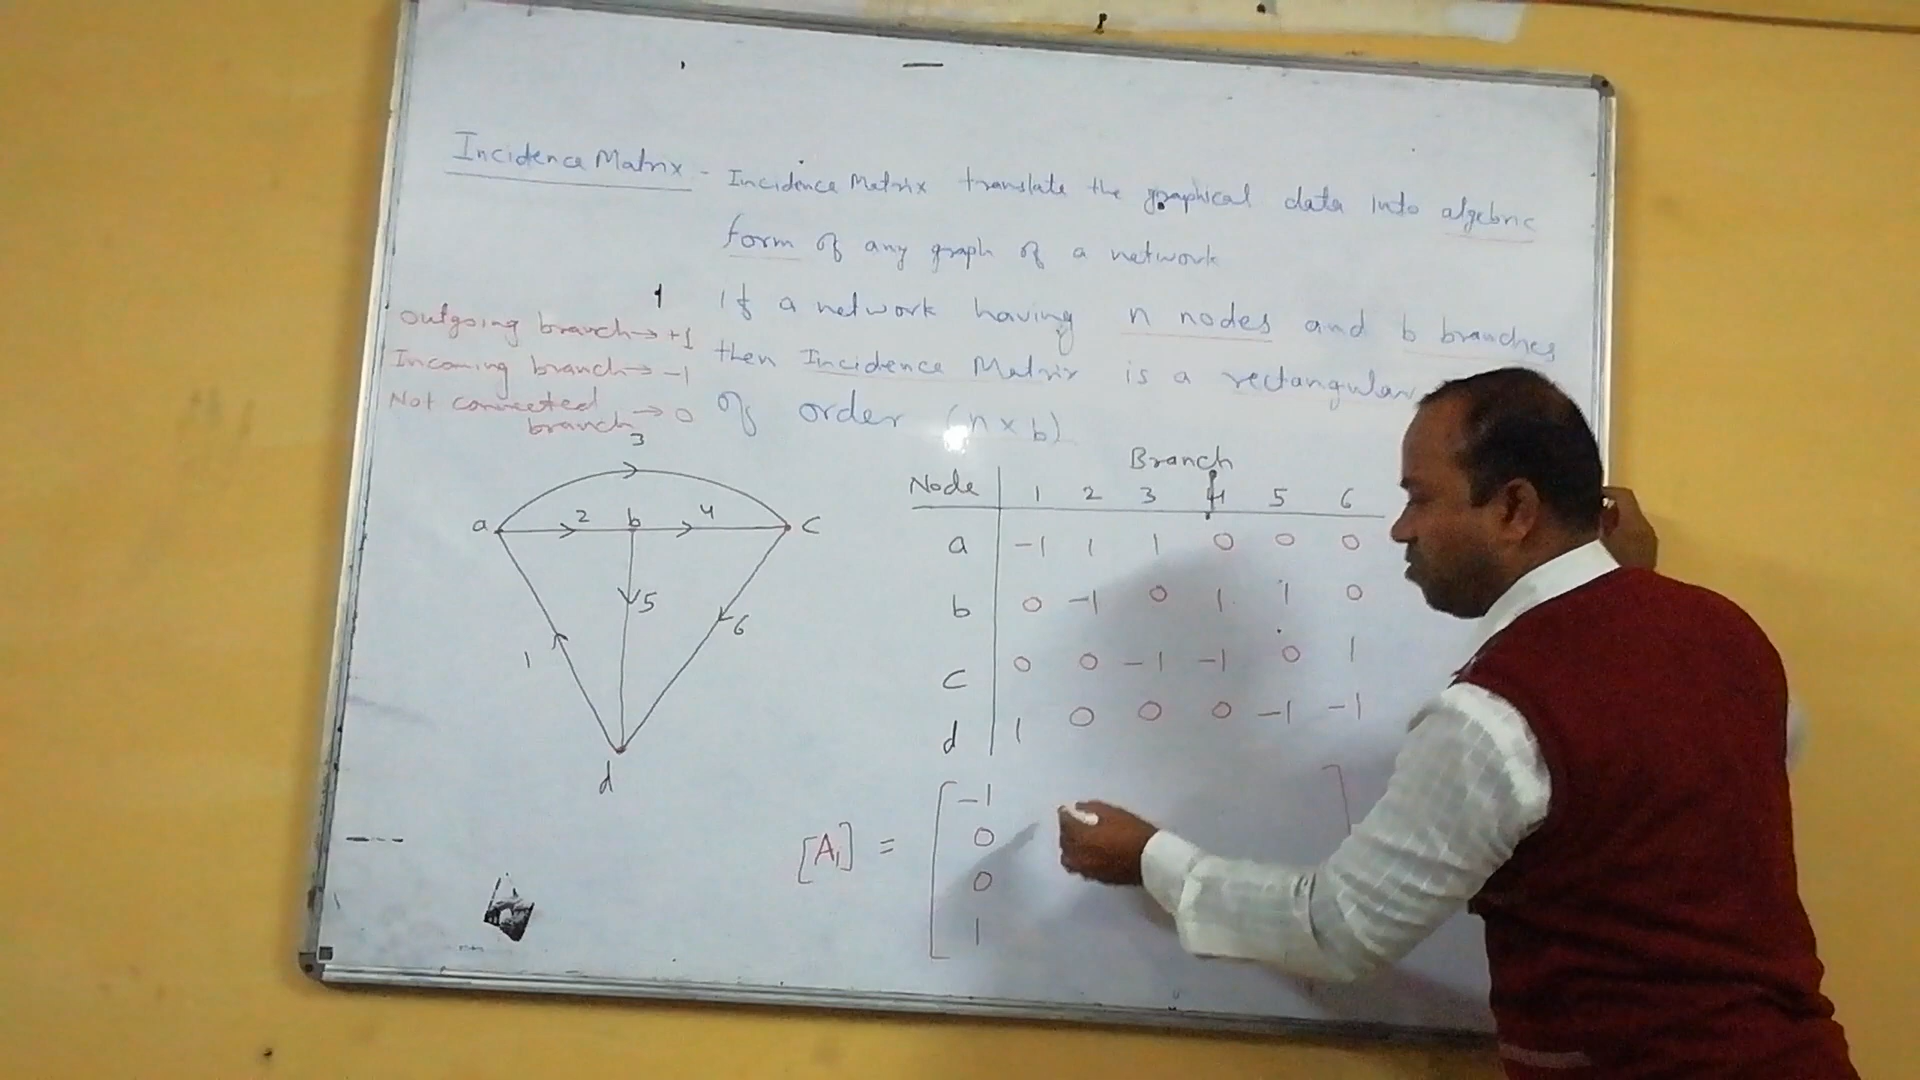 Incidence Matrix - Incidence Matrix translate the graphical data into algebric
form of any graph of a network
If a network having n nodes and b branches
then Incidence Matrix is a rectangular
of order (n x b)
outgoing branch → +1
Incoming branch → -1
Not connected branch → 0
3
a 2 b 4 c
5
6
1
d
Branch
Node 1 2 3 4 5 6
a -1 1 1 0 0 0
b 0 -1 0 1 1 0
c 0 0 -1 -1 0 1
d 1 0 0 0 -1 -1
[A1] = [ -1
0
0
1 ]